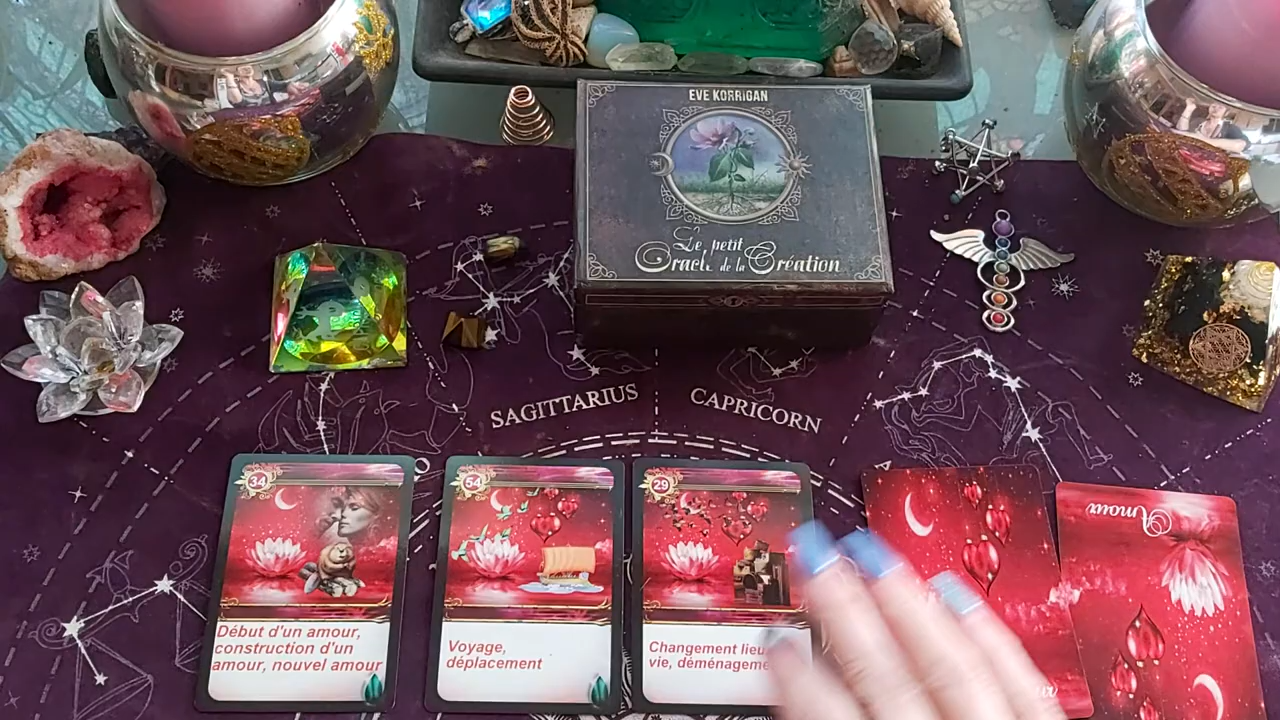 EVE KORRIGAN
Le petit
Oracle de la Création
SAGITTARIUS
CAPRICORN
34
54
29
Début d'un amour,
construction d'un
amour, nouvel amour
Voyage,
déplacement
Changement lieu
vie,
Amour